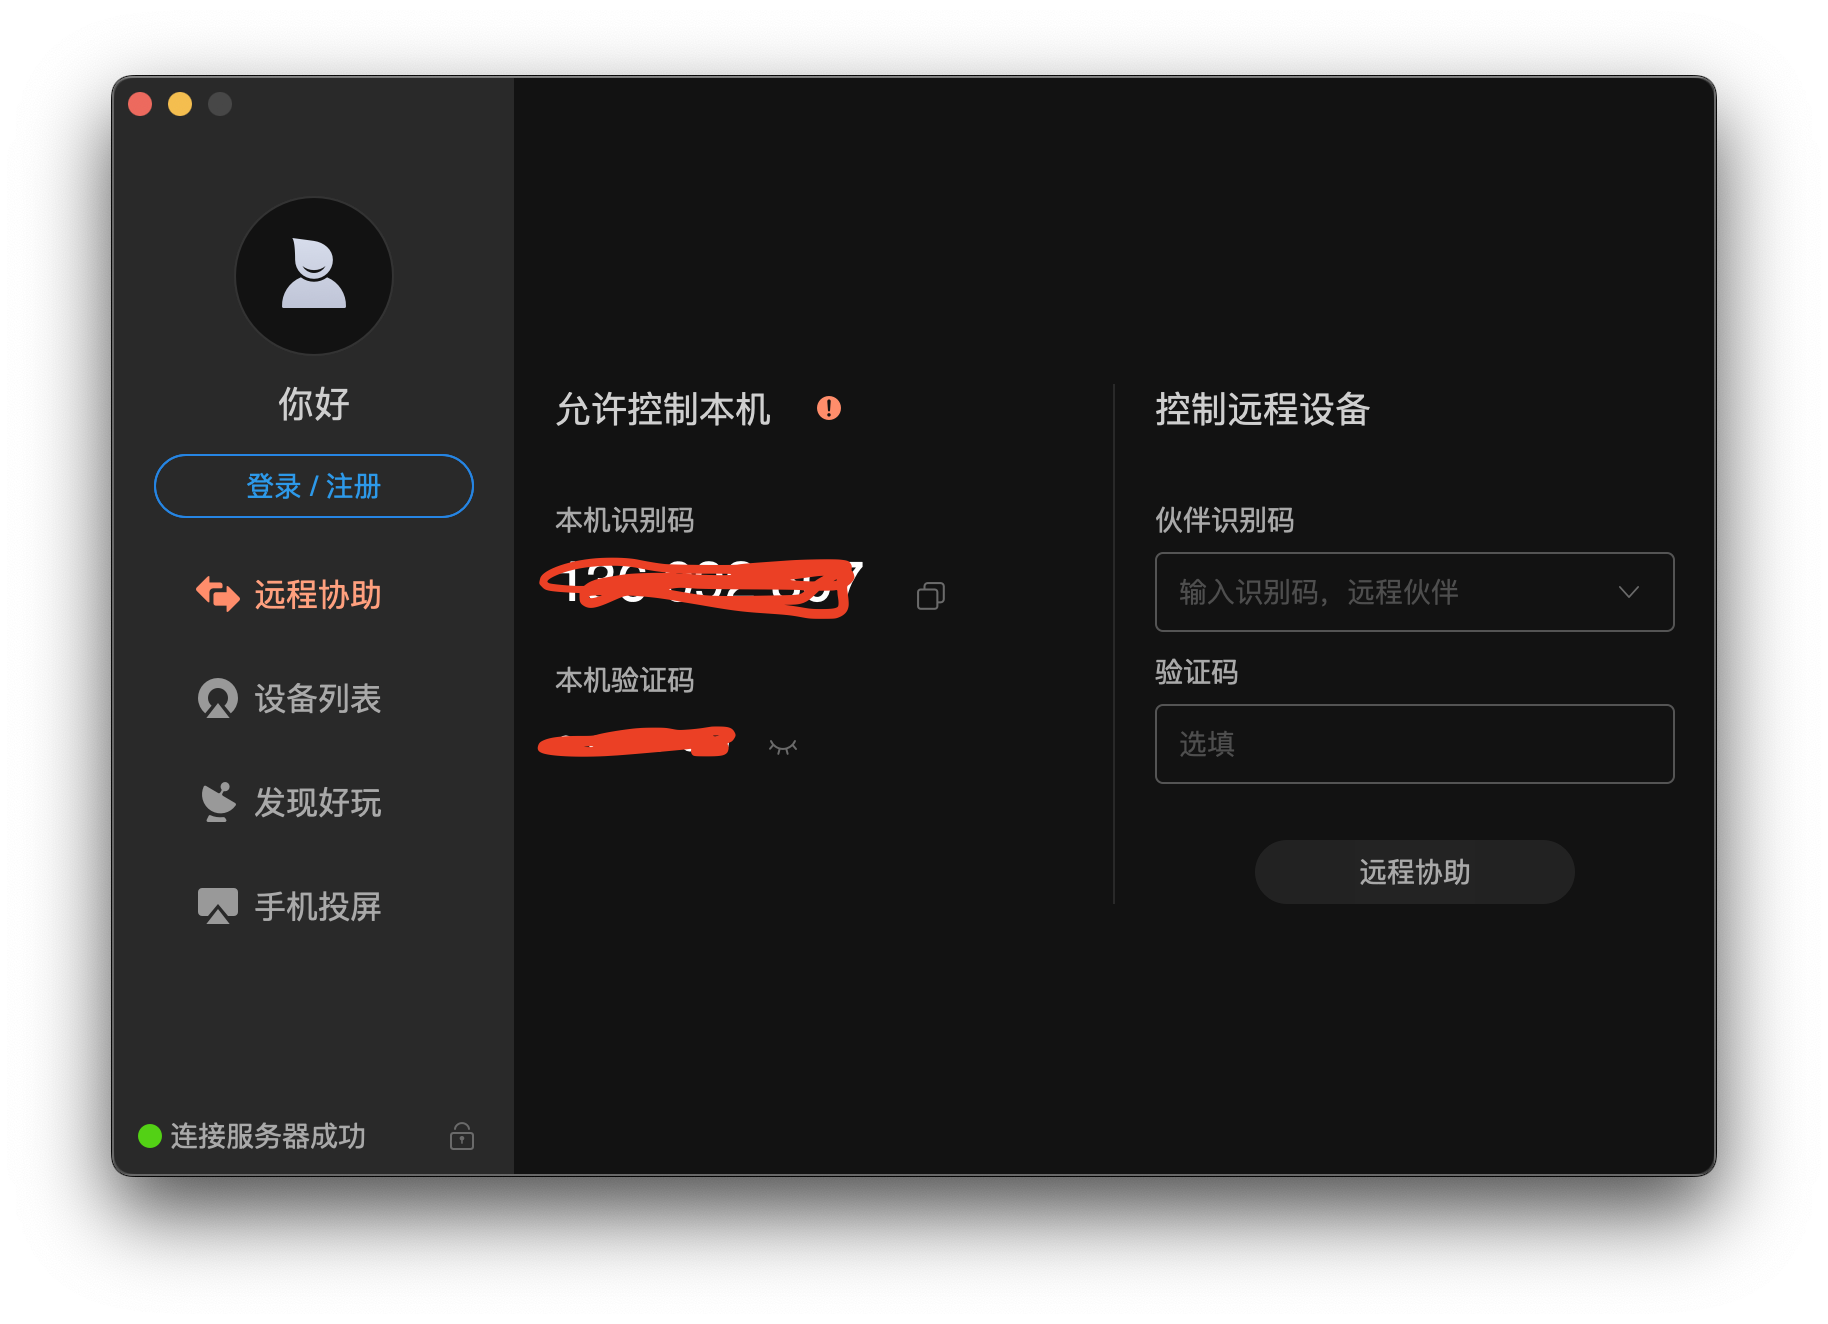 你好
登录 / 注册
远程协助
设备列表
发现好玩
手机投屏
连接服务器成功
允许控制本机
本机识别码
本机验证码
控制远程设备
伙伴识别码
输入识别码，远程伙伴
验证码
选填
远程协助